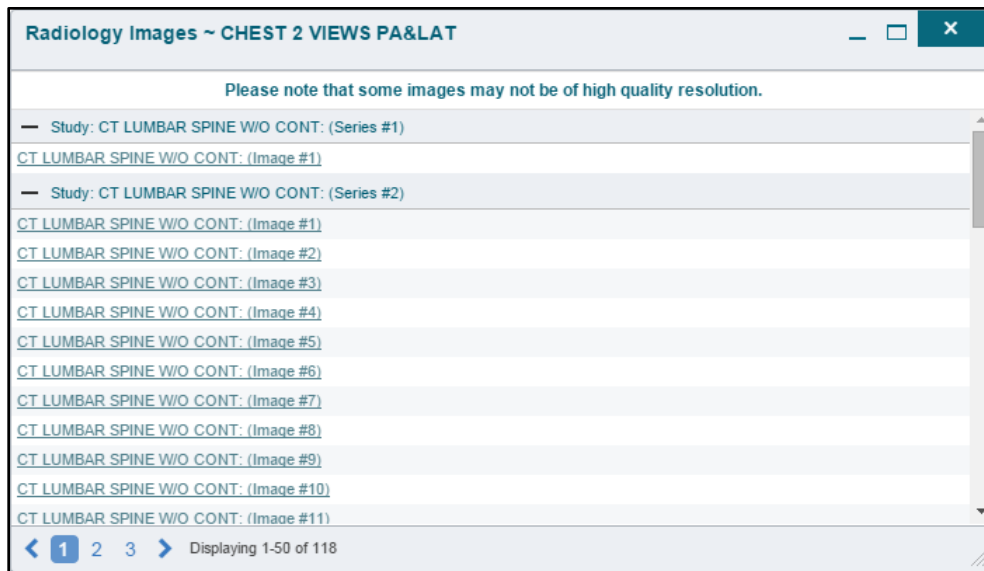 Radiology Images ~ CHEST 2 VIEWS PA&LAT
Please note that some images may not be of high quality resolution.
Study: CT LUMBAR SPINE W/O CONT: (Series #1)
CT LUMBAR SPINE W/O CONT: (Image #1)
Study: CT LUMBAR SPINE W/O CONT: (Series #2)
CT LUMBAR SPINE W/O CONT: (Image #1)
CT LUMBAR SPINE W/O CONT: (Image #2)
CT LUMBAR SPINE W/O CONT: (Image #3)
CT LUMBAR SPINE W/O CONT: (Image #4)
CT LUMBAR SPINE W/O CONT: (Image #5)
CT LUMBAR SPINE W/O CONT: (Image #6)
CT LUMBAR SPINE W/O CONT: (Image #7)
CT LUMBAR SPINE W/O CONT: (Image #8)
CT LUMBAR SPINE W/O CONT: (Image #9)
CT LUMBAR SPINE W/O CONT: (Image #10)
CT LUMBAR SPINE W/O CONT: (Image #11)
1 2 3 Displaying 1-50 of 118